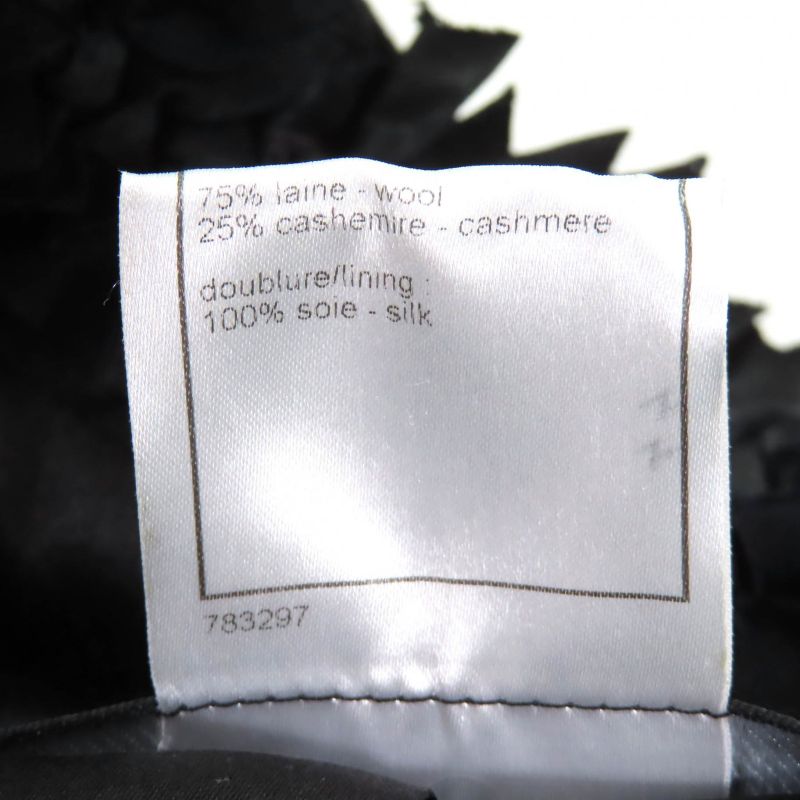 75% laine - wool
25% cashemire - cashmere
doublure/lining :
100% soie - silk
783297